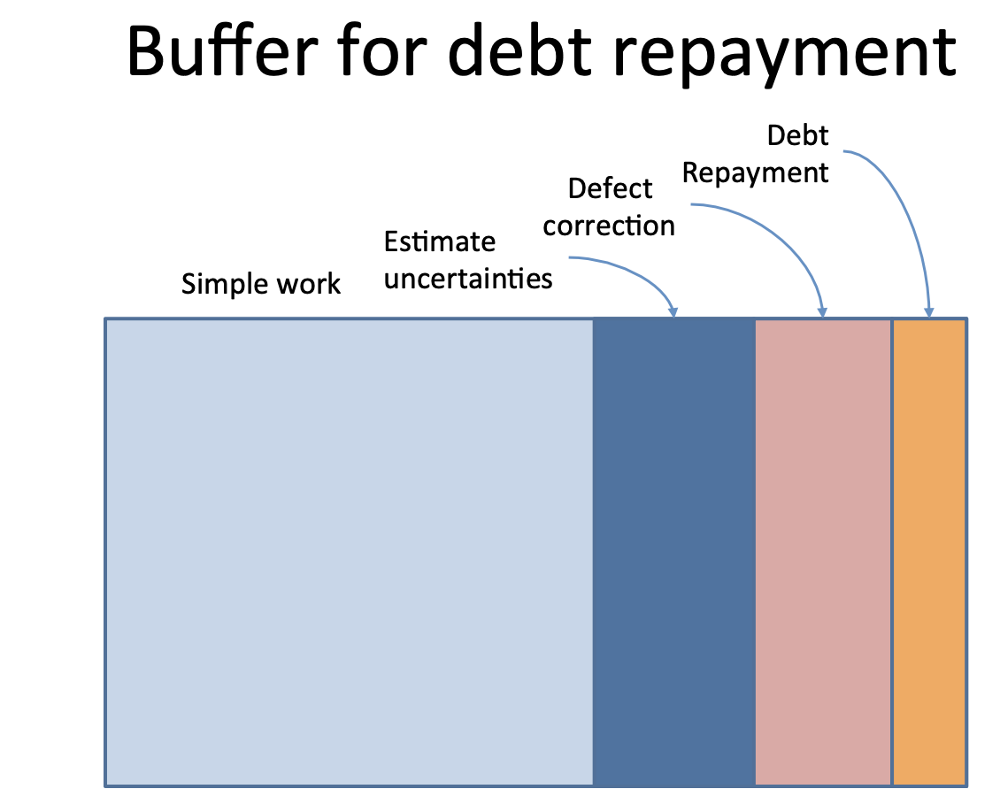 Buffer for debt repayment
Debt
Repayment
Defect
correction
Estimate
uncertainties
Simple work